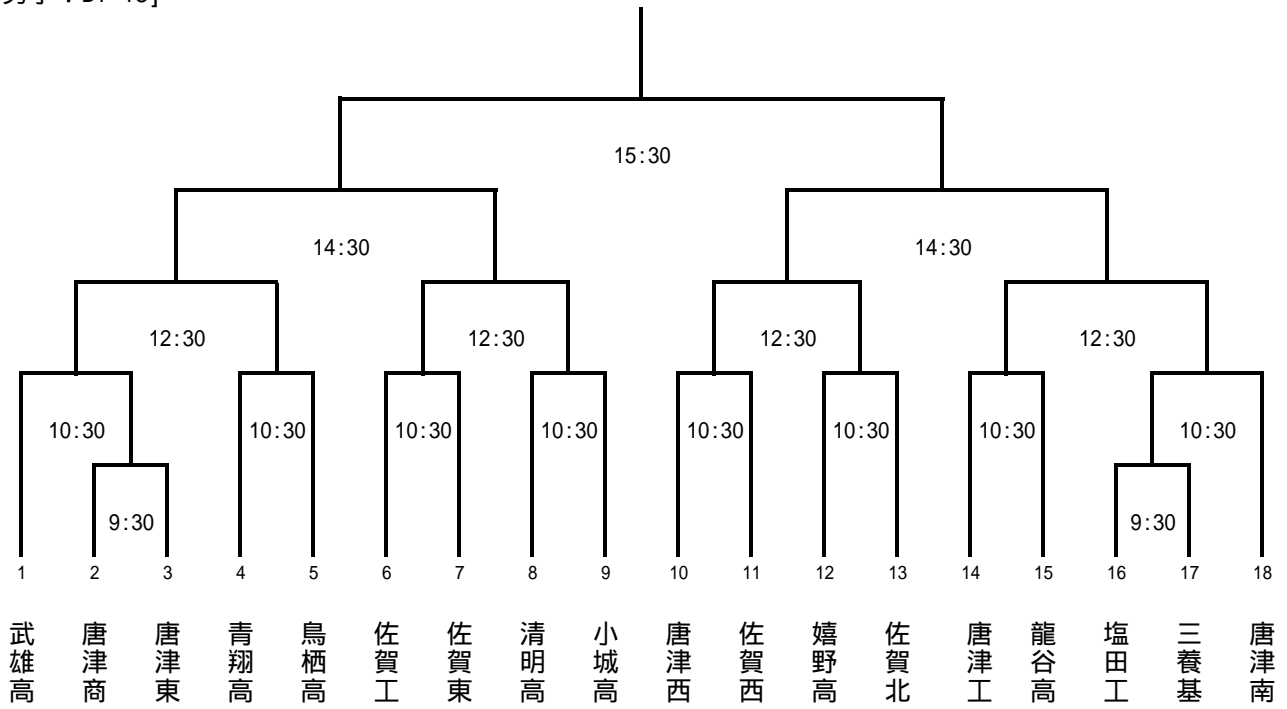 15:30
14:30 14:30
12:30 12:30 12:30 12:30
10:30 10:30 10:30 10:30 10:30 10:30 10:30 10:30
9:30 9:30
1 2 3 4 5 6 7 8 9 10 11 12 13 14 15 16 17 18
武雄高
唐津商
唐津東
青翔高
鳥栖高
佐賀工
佐賀東
清明高
小城高
唐津西
佐賀西
嬉野高
佐賀北
唐津工
龍谷高
塩田工
三養基
唐津南